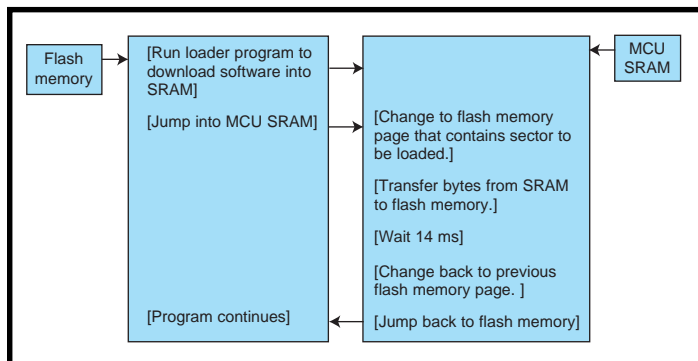 Flash
memory
[Run loader program to
download software into
SRAM]
[Jump into MCU SRAM]
[Program continues]
MCU
SRAM
[Change to flash memory
page that contains sector to
be loaded.]
[Transfer bytes from SRAM
to flash memory.]
[Wait 14 ms]
[Change back to previous
flash memory page. ]
[Jump back to flash memory]